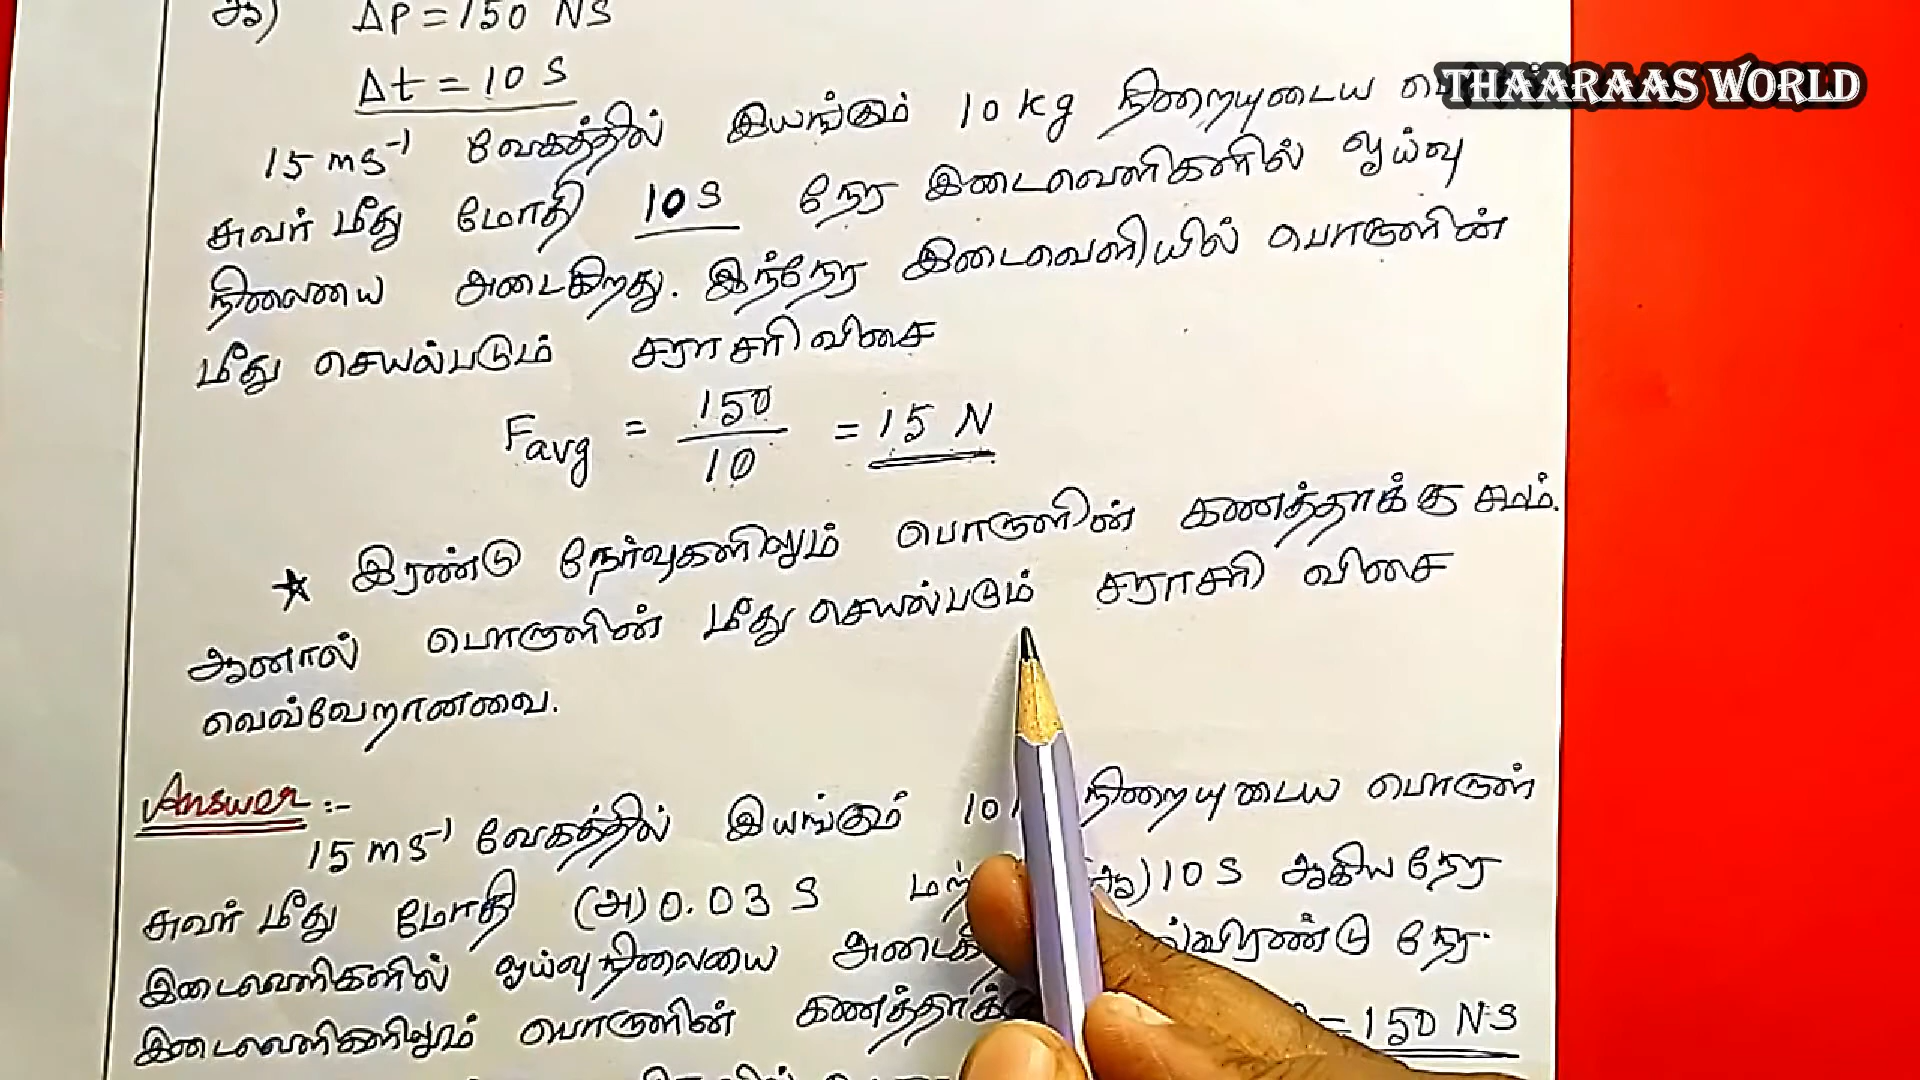 ஆ) ΔP = 150 NS
Δt = 10 S
THAARAAS WORLD
15 ms⁻¹ வேகத்தில் இயங்கும் 10 kg நிறையுடைய
சுவர் மீது மோதி 10 S நேர இடைவெளிகளில் ஓய்வு
நிலையை அடைகிறது. இந்நேர இடைவெளியில் பொருளின்
மீது செயல்படும் சராசரி விசை
Favg = 150/10 = 15 N
☆ இரண்டு நேர்வுகளிலும் பொருளின் கணத்தாக்கு சமம்.
ஆனால் பொருளின் மீது செயல்படும் சராசரி விசை
வெவ்வேறானவை.
Answer :-
15 ms⁻¹ வேகத்தில் இயங்கும் 10 நிறையுடைய பொருள்
சுவர் மீது மோதி (அ) 0.03 S ஆ) 10 S ஆகிய நேர
இடைவெளிகளில் ஓய்வு நிலையை நேர
இடைவெளிகளிலும் பொருளின் = 150 N·S